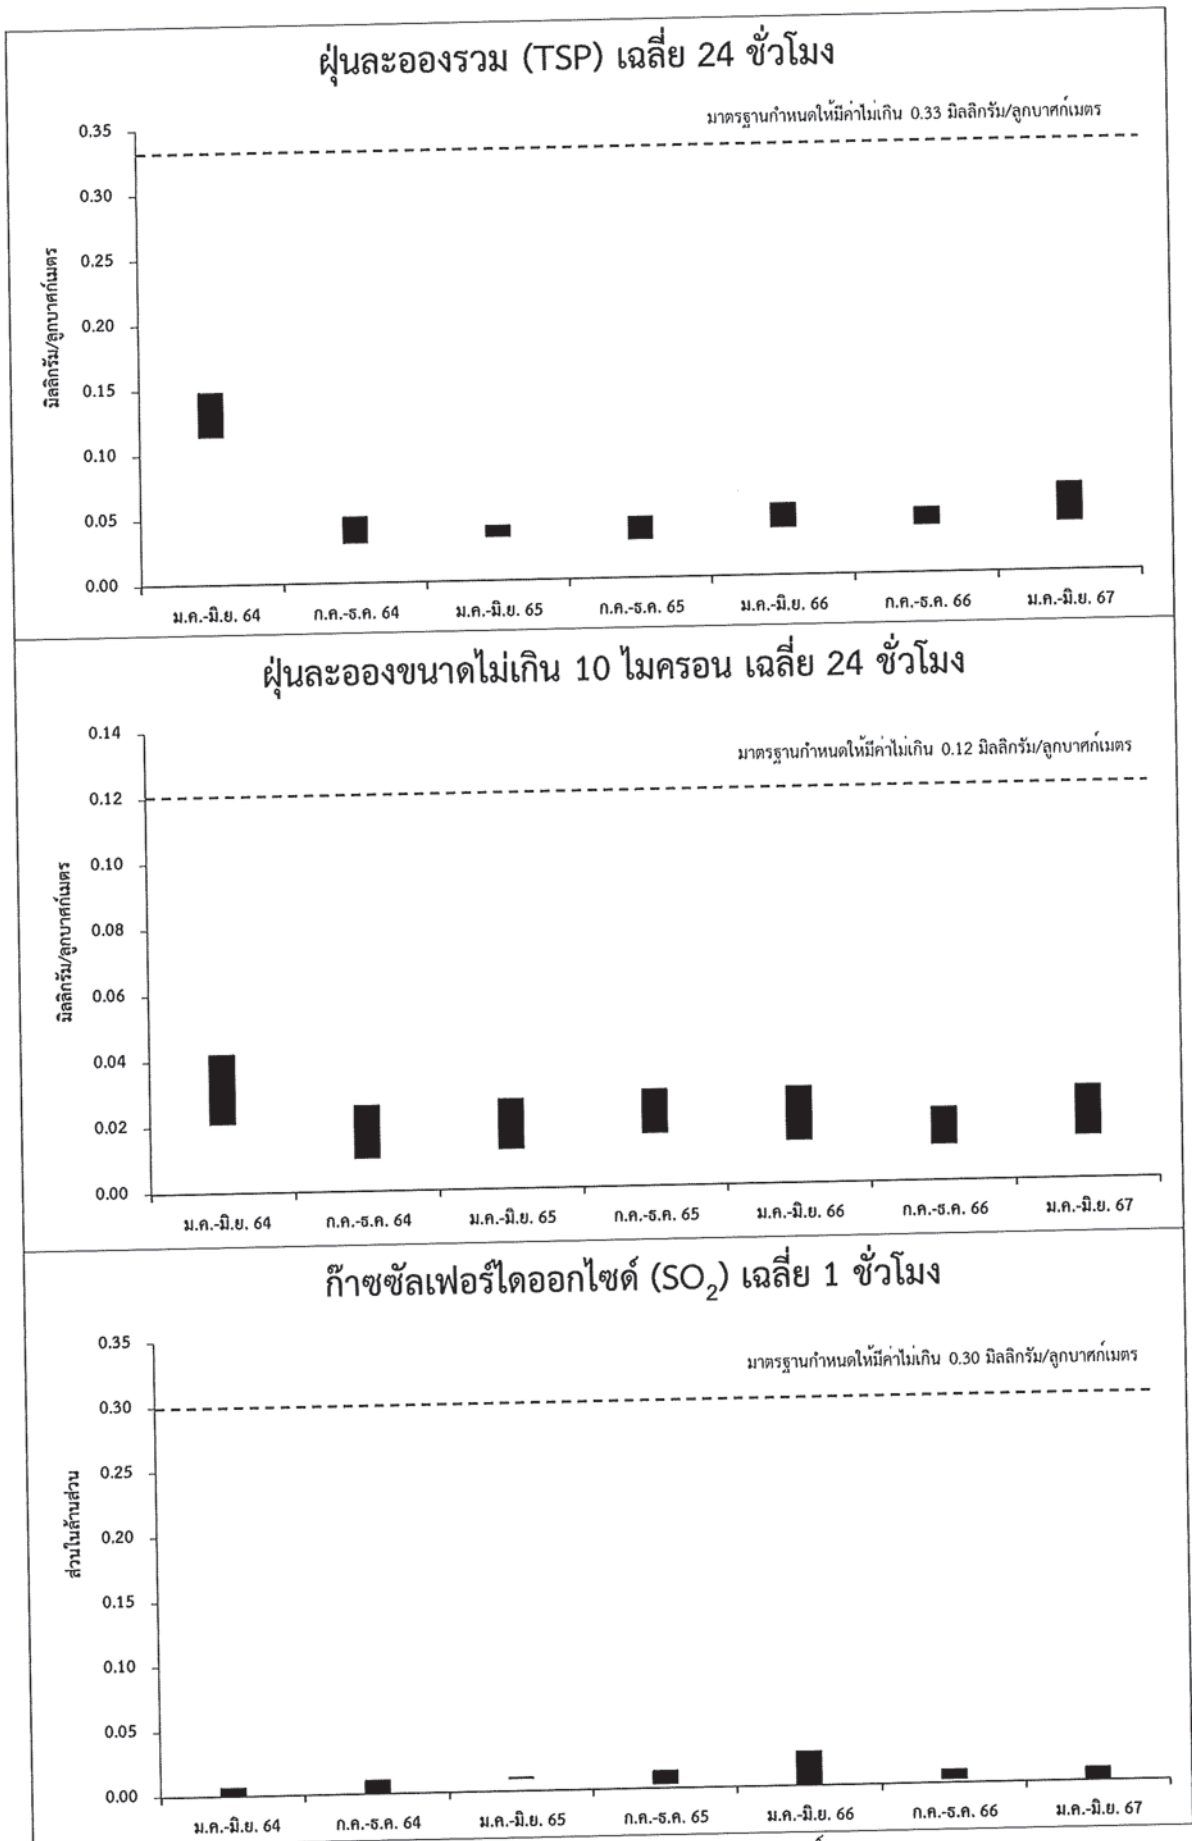 ฝุ่นละอองรวม (TSP) เฉลี่ย 24 ชั่วโมง
มาตรฐานกำหนดให้มีค่าไม่เกิน 0.33 มิลลิกรัม/ลูกบาศก์เมตร
มิลลิกรัม/ลูกบาศก์เมตร
0.35
0.30
0.25
0.20
0.15
0.10
0.05
0.00
ม.ค.-มิ.ย. 64 ก.ค.-ธ.ค. 64 ม.ค.-มิ.ย. 65 ก.ค.-ธ.ค. 65 ม.ค.-มิ.ย. 66 ก.ค.-ธ.ค. 66 ม.ค.-มิ.ย. 67
ฝุ่นละอองขนาดไม่เกิน 10 ไมครอน เฉลี่ย 24 ชั่วโมง
มาตรฐานกำหนดให้มีค่าไม่เกิน 0.12 มิลลิกรัม/ลูกบาศก์เมตร
มิลลิกรัม/ลูกบาศก์เมตร
0.14
0.12
0.10
0.08
0.06
0.04
0.02
0.00
ม.ค.-มิ.ย. 64 ก.ค.-ธ.ค. 64 ม.ค.-มิ.ย. 65 ก.ค.-ธ.ค. 65 ม.ค.-มิ.ย. 66 ก.ค.-ธ.ค. 66 ม.ค.-มิ.ย. 67
ก๊าซซัลเฟอร์ไดออกไซด์ (SO₂) เฉลี่ย 1 ชั่วโมง
มาตรฐานกำหนดให้มีค่าไม่เกิน 0.30 มิลลิกรัม/ลูกบาศก์เมตร
ส่วนในล้านส่วน
0.35
0.30
0.25
0.20
0.15
0.10
0.05
0.00
ม.ค.-มิ.ย. 64 ก.ค.-ธ.ค. 64 ม.ค.-มิ.ย. 65 ก.ค.-ธ.ค. 65 ม.ค.-มิ.ย. 66 ก.ค.-ธ.ค. 66 ม.ค.-มิ.ย. 67